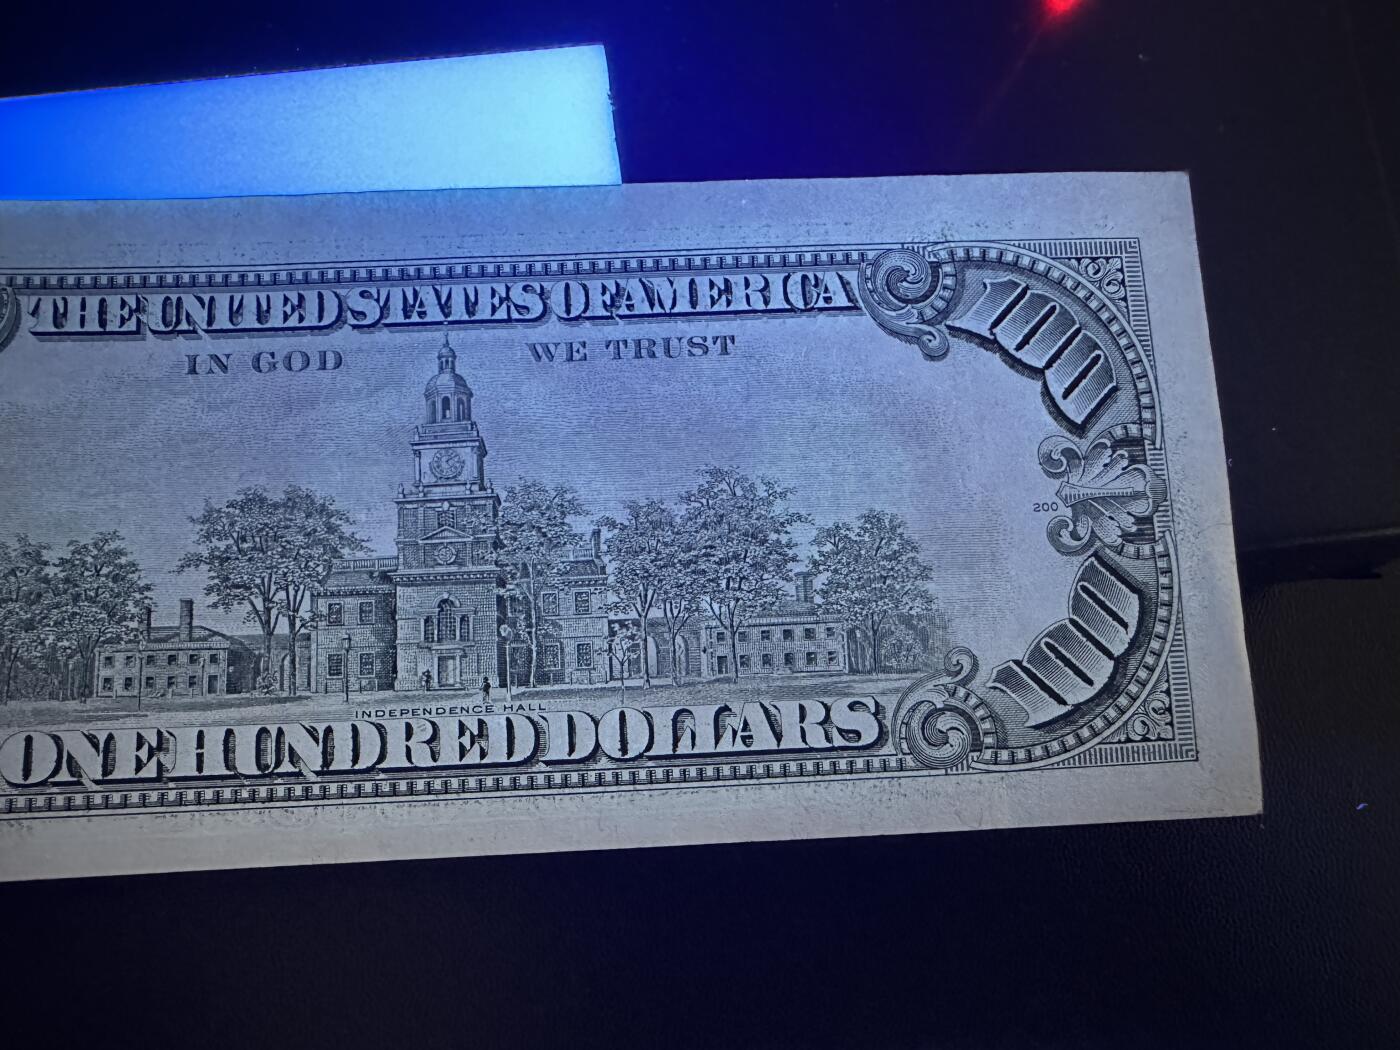 THE UNITED STATES OF AMERICA
100
IN GOD WE TRUST
200
INDEPENDENCE HALL
ONE HUNDRED DOLLARS
100